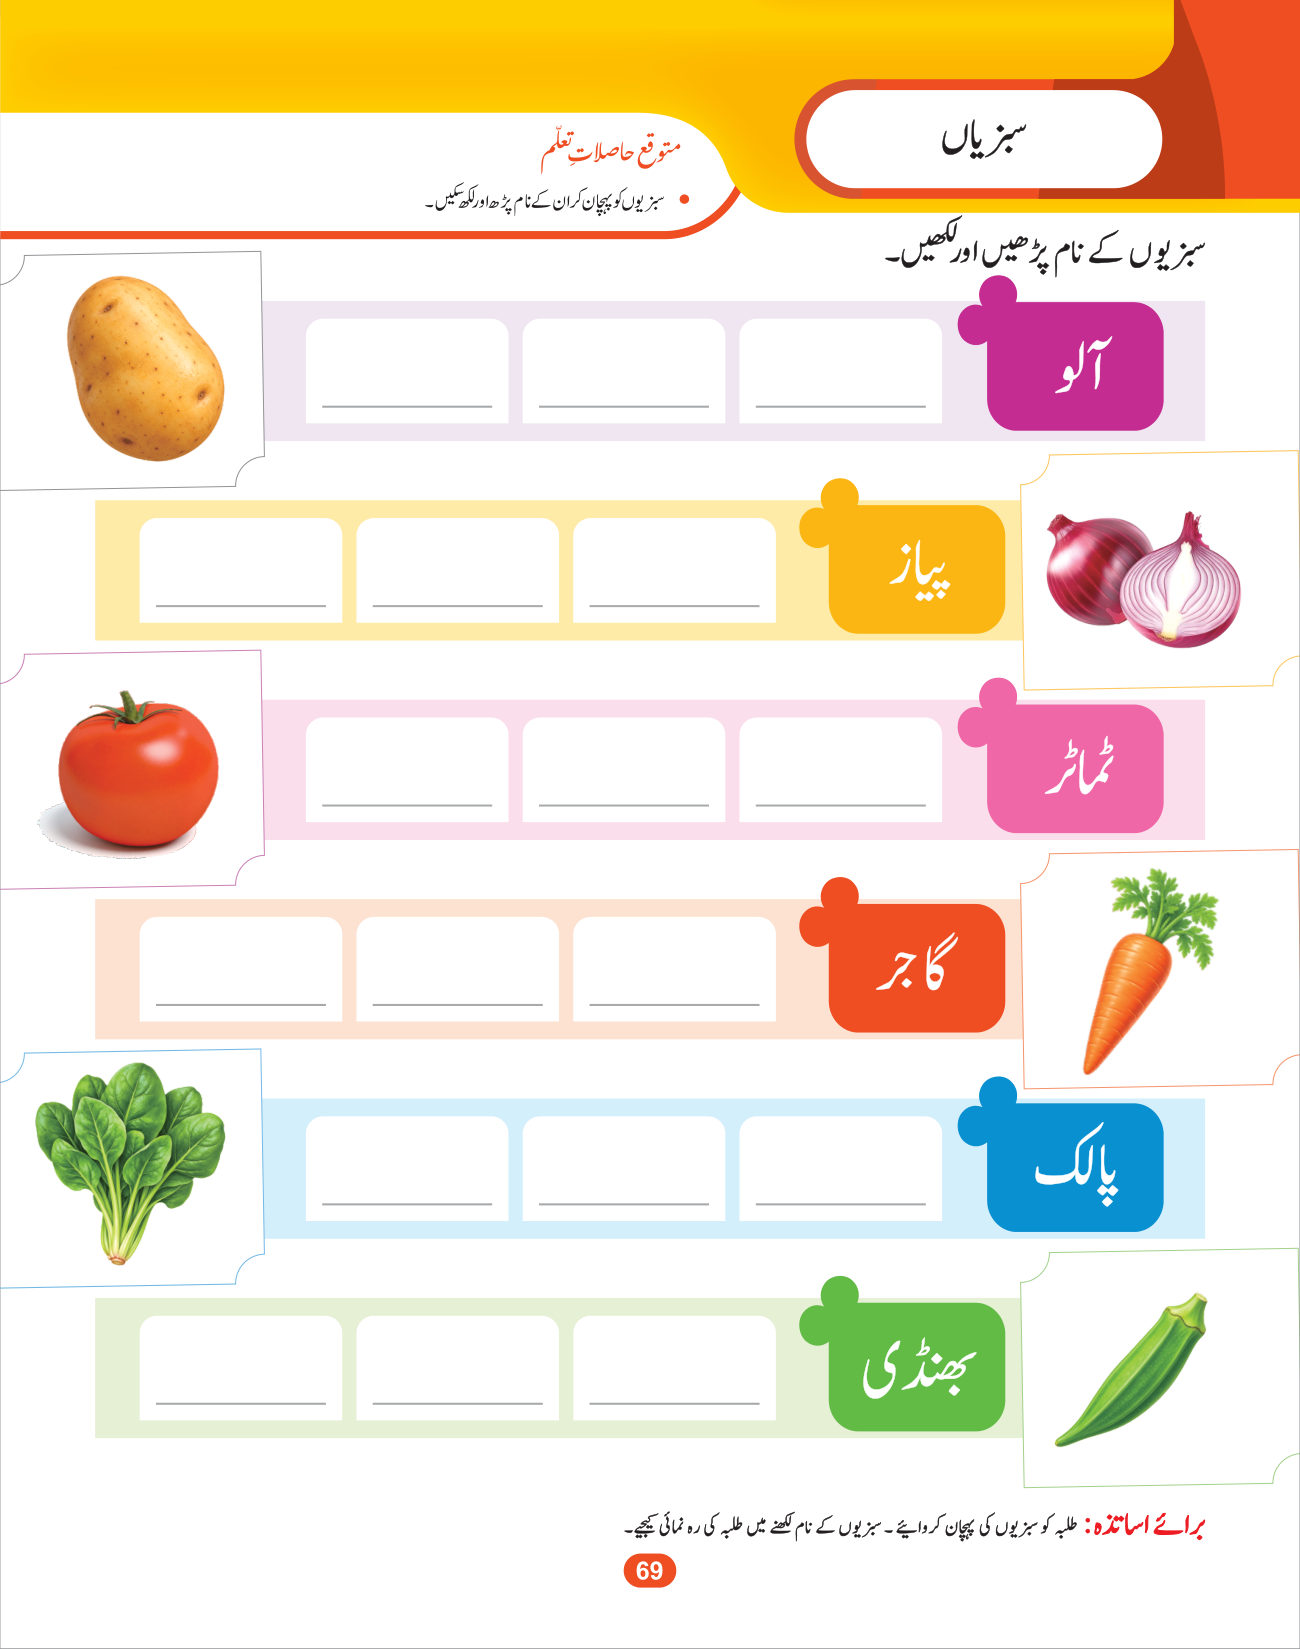 سبزیاں
متوقع حاصلاتِ تعلّم
• سبزیوں کو پہچان کر ان کے نام پڑھ اور لکھ سکیں۔
سبزیوں کے نام پڑھیں اور لکھیں۔
آلو
پیاز
ٹماٹر
گاجر
پالک
بھنڈی
برائے اساتذہ: طلبہ کو سبزیوں کی پہچان کروائیے۔ سبزیوں کے نام لکھنے میں طلبہ کی رہ نمائی کیجیے۔
69